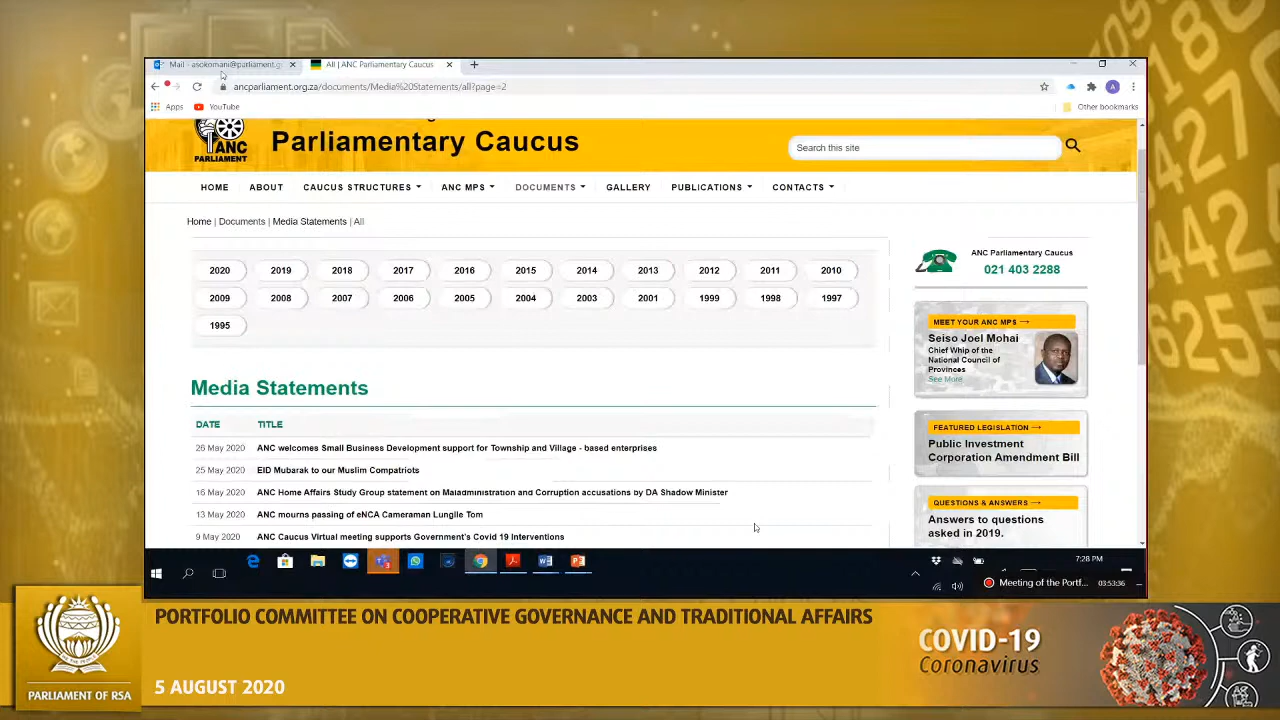 Mail - asokomani@parliament.g
All | ANC Parliamentary Caucus
ancparliament.org.za/documents/Media%20Statements/all?page=2
Apps
YouTube
Other bookmarks
ANC
PARLIAMENT
Parliamentary Caucus
Search this site
HOME
ABOUT
CAUCUS STRUCTURES
ANC MPS
DOCUMENTS
GALLERY
PUBLICATIONS
CONTACTS
Home | Documents | Media Statements | All
2020 2019 2018 2017 2016 2015 2014 2013 2012 2011 2010
2009 2008 2007 2006 2005 2004 2003 2001 1999 1998 1997
1995
ANC Parliamentary Caucus
021 403 2288
MEET YOUR ANC MPS
Seiso Joel Mohai
Chief Whip of the
National Council of
Provinces
See More
FEATURED LEGISLATION
Public Investment
Corporation Amendment Bill
QUESTIONS & ANSWERS
Answers to questions
asked in 2019.
Media Statements
DATE TITLE
26 May 2020 ANC welcomes Small Business Development support for Township and Village - based enterprises
25 May 2020 EID Mubarak to our Muslim Compatriots
16 May 2020 ANC Home Affairs Study Group statement on Maladministration and Corruption accusations by DA Shadow Minister
13 May 2020 ANC mourns passing of eNCA Cameraman Lungile Tom
9 May 2020 ANC Caucus Virtual meeting supports Government's Covid 19 Interventions
7:28 PM
Meeting of the Portf... 03:53:36
PORTFOLIO COMMITTEE ON COOPERATIVE GOVERNANCE AND TRADITIONAL AFFAIRS
5 AUGUST 2020
PARLIAMENT OF RSA
COVID-19
Coronavirus